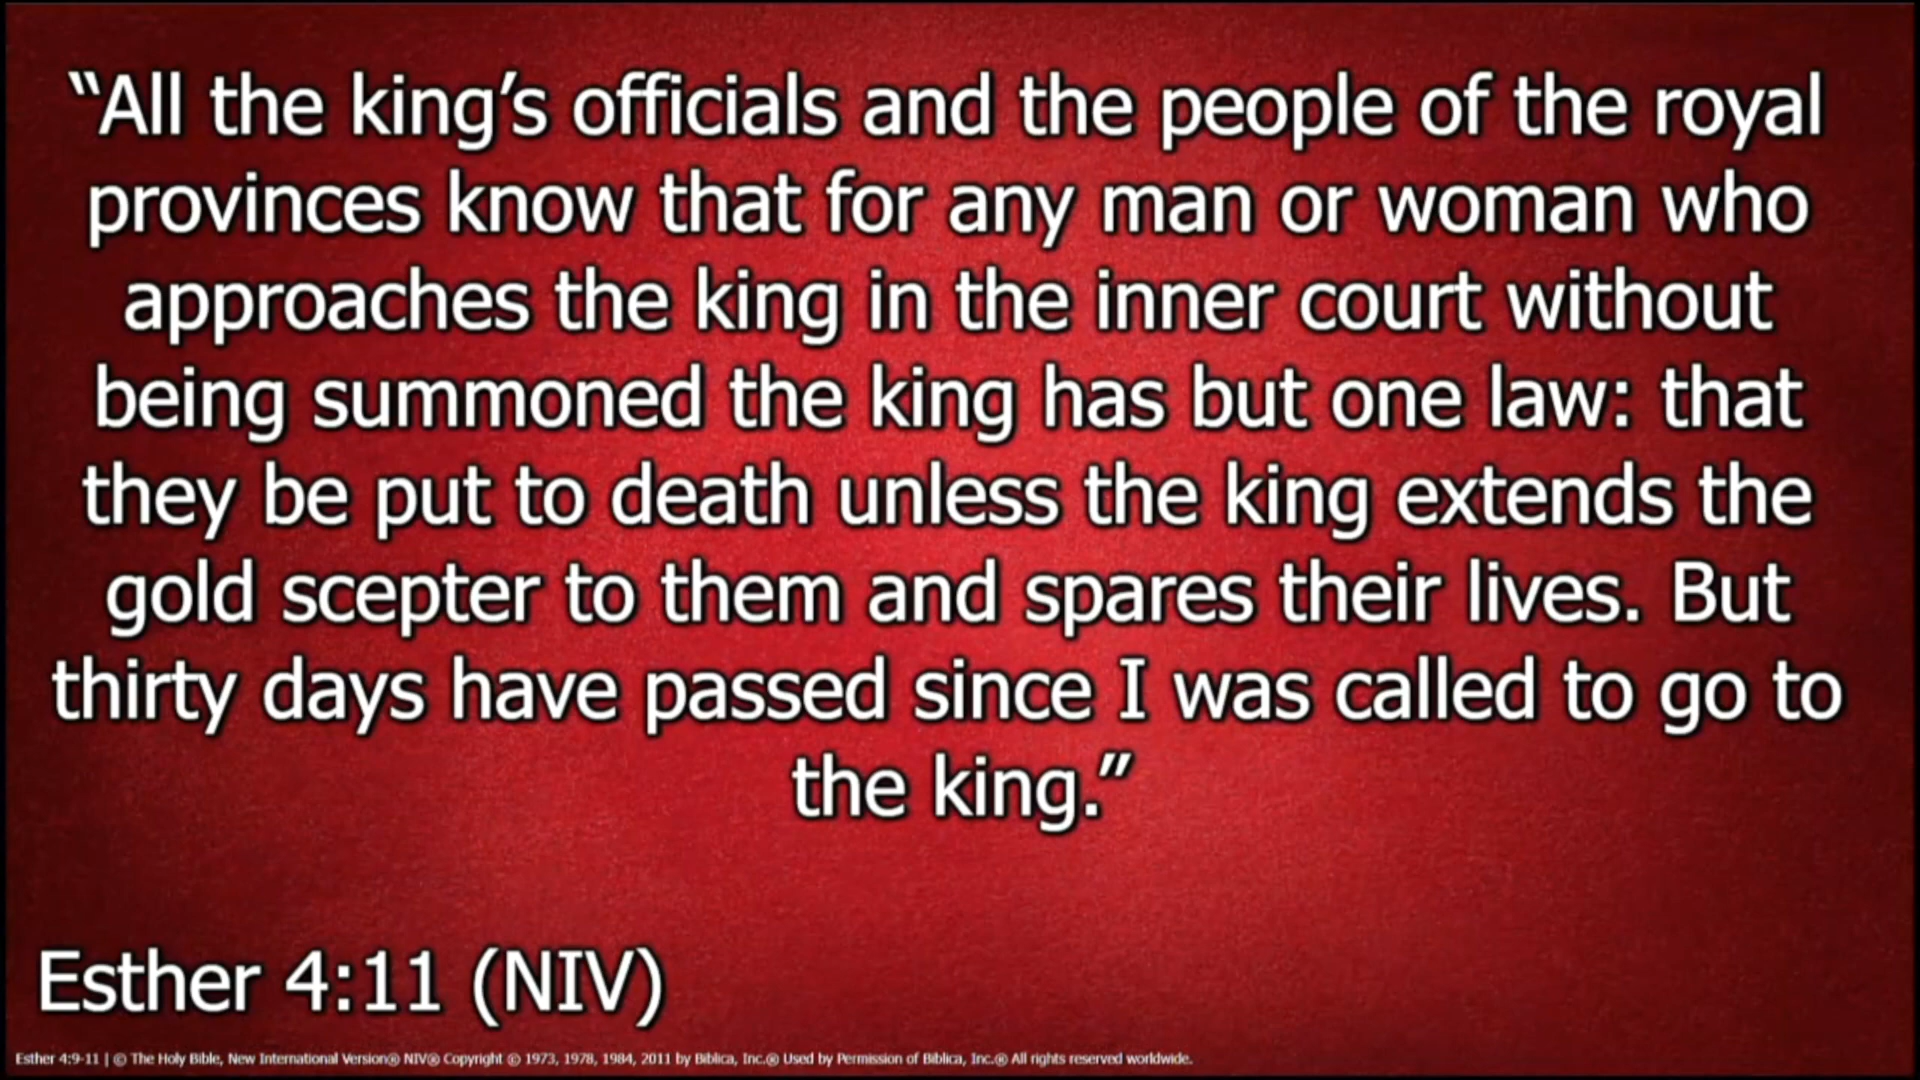 “All the king’s officials and the people of the royal
provinces know that for any man or woman who
approaches the king in the inner court without
being summoned the king has but one law: that
they be put to death unless the king extends the
gold scepter to them and spares their lives. But
thirty days have passed since I was called to go to
the king.”
Esther 4:11 (NIV)
Esther 4:9-11 | © The Holy Bible, New International Version® NIV® Copyright © 1973, 1978, 1984, 2011 by Biblica, Inc.® Used by Permission of Biblica, Inc.® All rights reserved worldwide.